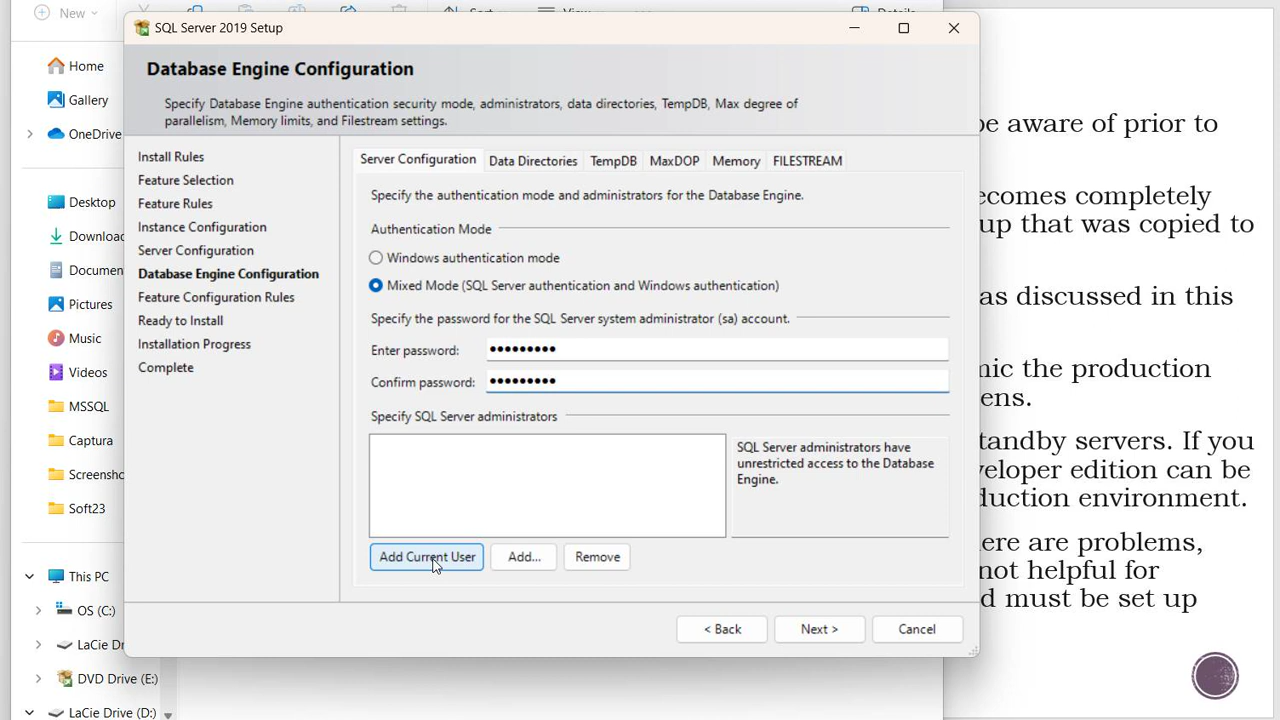 New
Sort
View
Details
SQL Server 2019 Setup
Database Engine Configuration
Specify Database Engine authentication security mode, administrators, data directories, TempDB, Max degree of
parallelism, Memory limits, and Filestream settings.
Home
Gallery
OneDrive
Desktop
Downloa
Documen
Pictures
Music
Videos
MSSQL
Captura
Screensho
Soft23
This PC
OS (C:)
LaCie Dri
DVD Drive (E:)
LaCie Drive (D:)
Install Rules
Feature Selection
Feature Rules
Instance Configuration
Server Configuration
Database Engine Configuration
Feature Configuration Rules
Ready to Install
Installation Progress
Complete
Server Configuration
Data Directories
TempDB
MaxDOP
Memory
FILESTREAM
Specify the authentication mode and administrators for the Database Engine.
Authentication Mode
Windows authentication mode
Mixed Mode (SQL Server authentication and Windows authentication)
Specify the password for the SQL Server system administrator (sa) account.
Enter password: ●●●●●●●●●
Confirm password: ●●●●●●●●●
Specify SQL Server administrators
SQL Server administrators have
unrestricted access to the Database
Engine.
Add Current User
Add...
Remove
< Back
Next >
Cancel
be aware of prior to
ecomes completely
up that was copied to
as discussed in this
nic the production
ens.
tandby servers. If you
veloper edition can be
duction environment.
ere are problems,
not helpful for
d must be set up